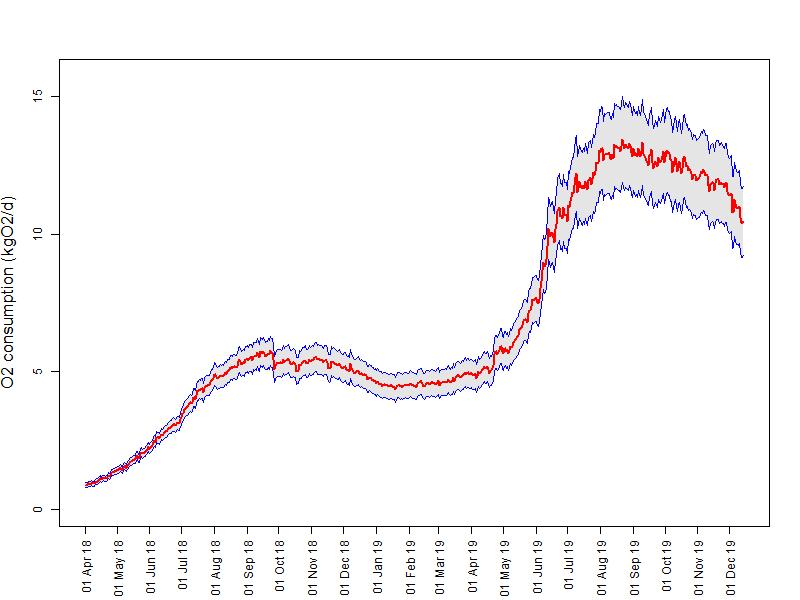 O2 consumption (kgO2/d)
15
10
5
0
01 Apr 18
01 May 18
01 Jun 18
01 Jul 18
01 Aug 18
01 Sep 18
01 Oct 18
01 Nov 18
01 Dec 18
01 Jan 19
01 Feb 19
01 Mar 19
01 Apr 19
01 May 19
01 Jun 19
01 Jul 19
01 Aug 19
01 Sep 19
01 Oct 19
01 Nov 19
01 Dec 19